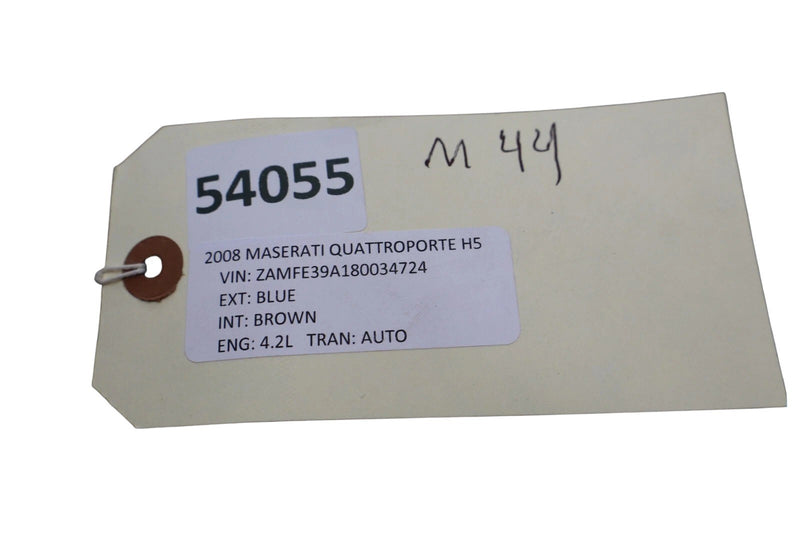 M 44
54055
2008 MASERATI QUATTROPORTE H5
VIN: ZAMFE39A180034724
EXT: BLUE
INT: BROWN
ENG: 4.2L TRAN: AUTO